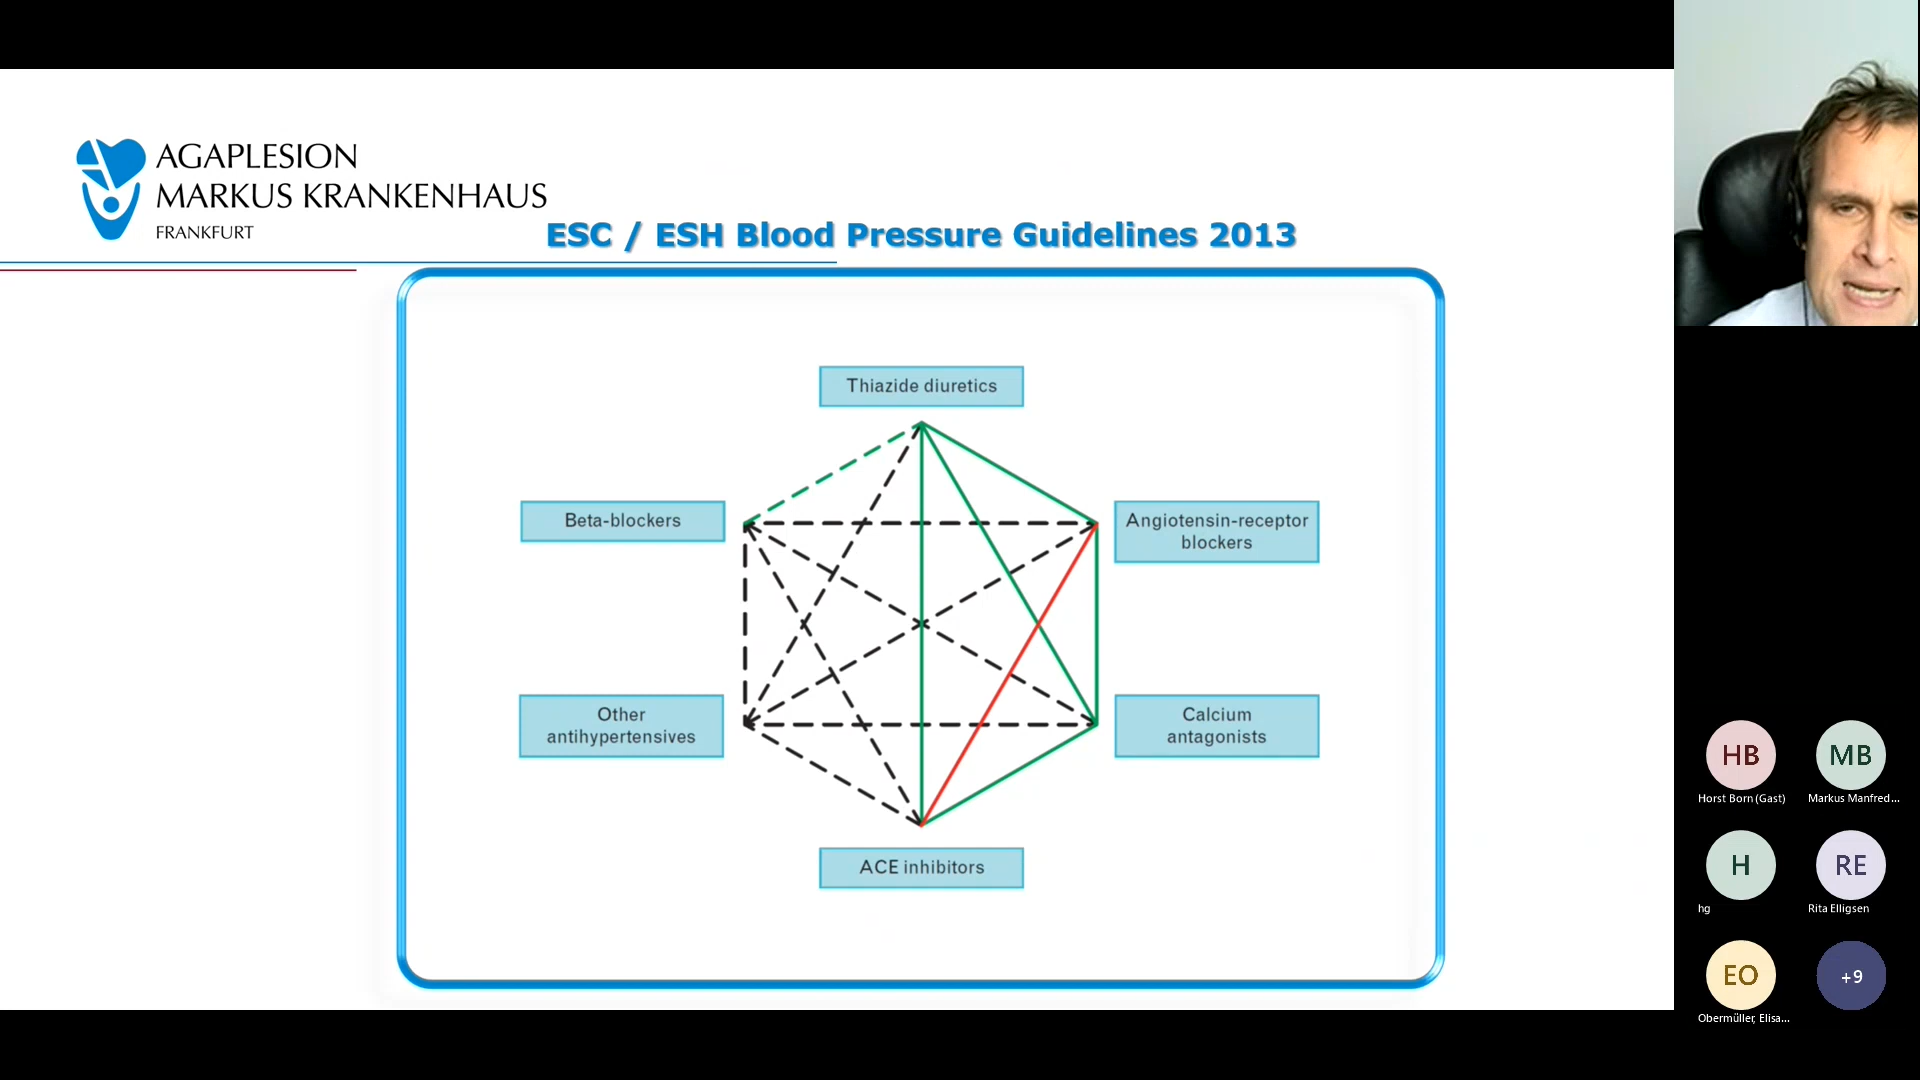 AGAPLESION
MARKUS KRANKENHAUS
FRANKFURT
ESC / ESH Blood Pressure Guidelines 2013
Thiazide diuretics
Beta-blockers
Angiotensin-receptor
blockers
Other
antihypertensives
Calcium
antagonists
ACE inhibitors
HB
Horst Born (Gast)
MB
Markus Manfred...
H
hg
RE
Rita Elligsen
EO
Obermüller, Elisa...
+9